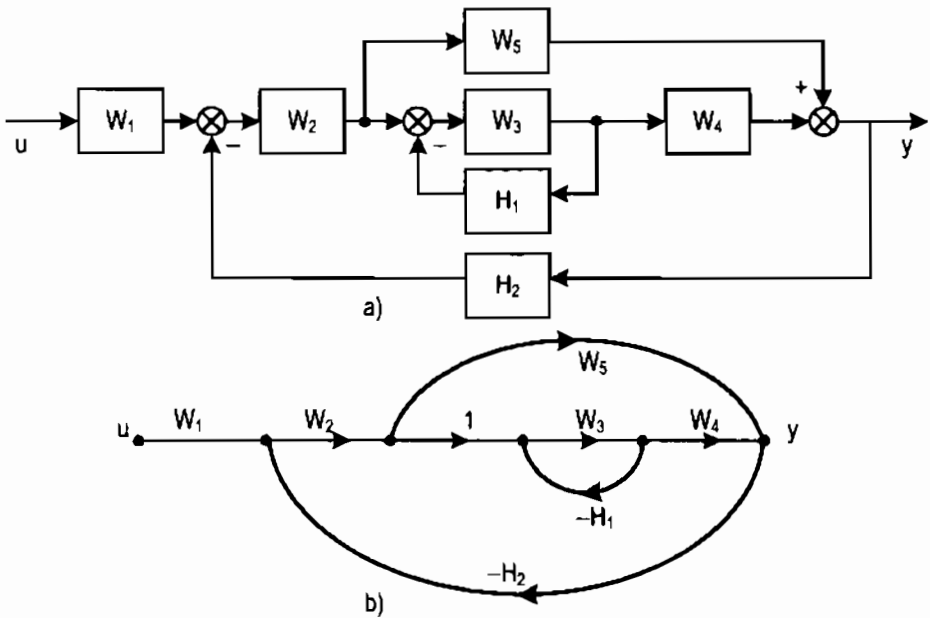 W₅
+
u
W₁
–
W₂
–
W₃
W₄
y
H₁
H₂
a)
W₅
u
W₁
W₂
1
W₃
W₄
y
–H₁
–H₂
b)